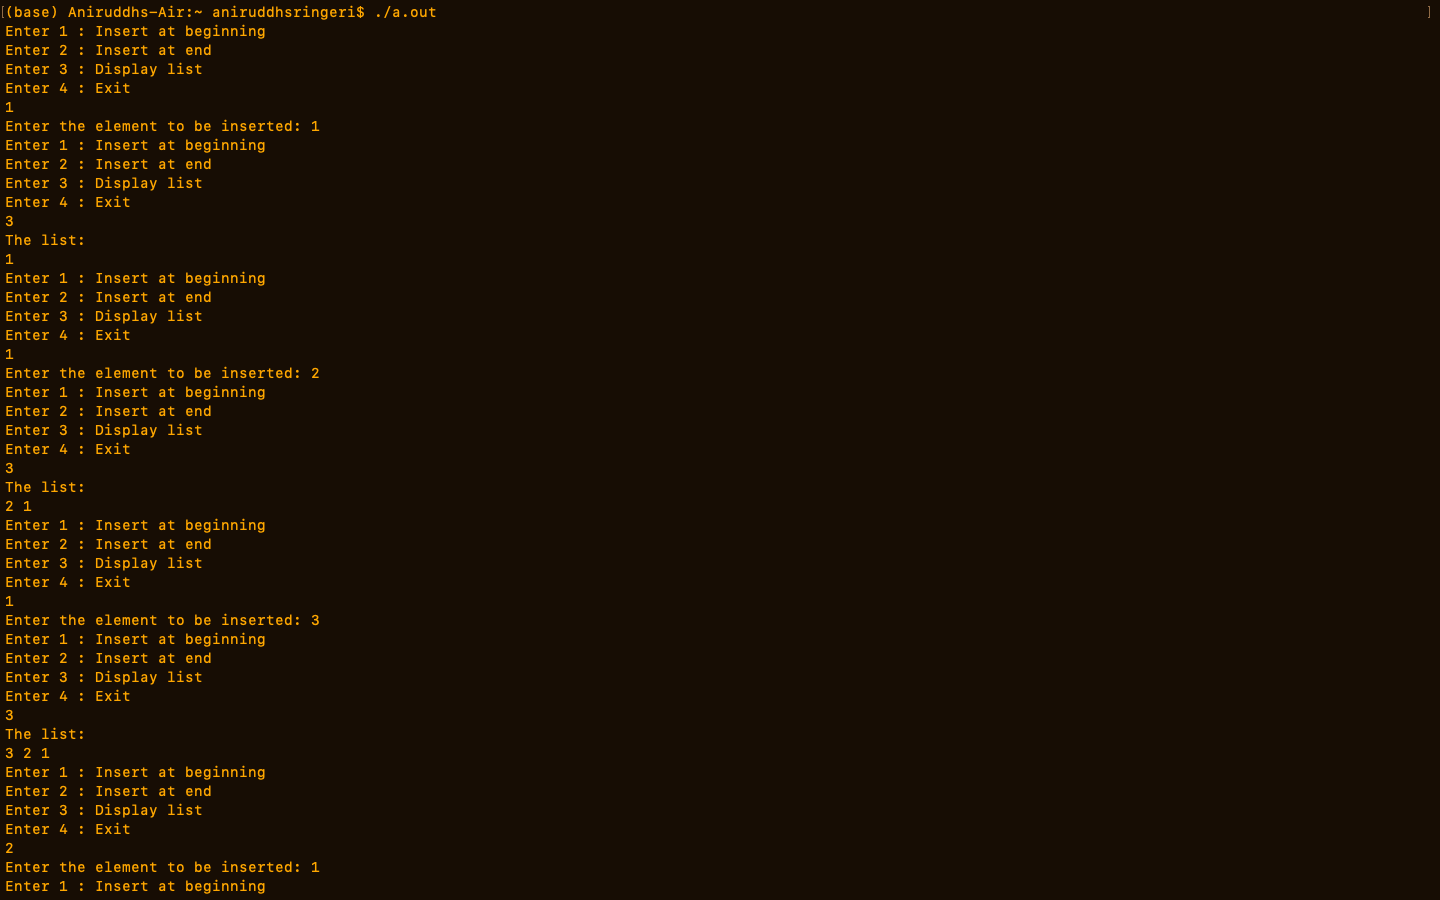 [(base) Aniruddhs-Air:~ aniruddhsringeri$ ./a.out ]
Enter 1 : Insert at beginning
Enter 2 : Insert at end
Enter 3 : Display list
Enter 4 : Exit
1
Enter the element to be inserted: 1
Enter 1 : Insert at beginning
Enter 2 : Insert at end
Enter 3 : Display list
Enter 4 : Exit
3
The list:
1
Enter 1 : Insert at beginning
Enter 2 : Insert at end
Enter 3 : Display list
Enter 4 : Exit
1
Enter the element to be inserted: 2
Enter 1 : Insert at beginning
Enter 2 : Insert at end
Enter 3 : Display list
Enter 4 : Exit
3
The list:
2 1
Enter 1 : Insert at beginning
Enter 2 : Insert at end
Enter 3 : Display list
Enter 4 : Exit
1
Enter the element to be inserted: 3
Enter 1 : Insert at beginning
Enter 2 : Insert at end
Enter 3 : Display list
Enter 4 : Exit
3
The list:
3 2 1
Enter 1 : Insert at beginning
Enter 2 : Insert at end
Enter 3 : Display list
Enter 4 : Exit
2
Enter the element to be inserted: 1
Enter 1 : Insert at beginning